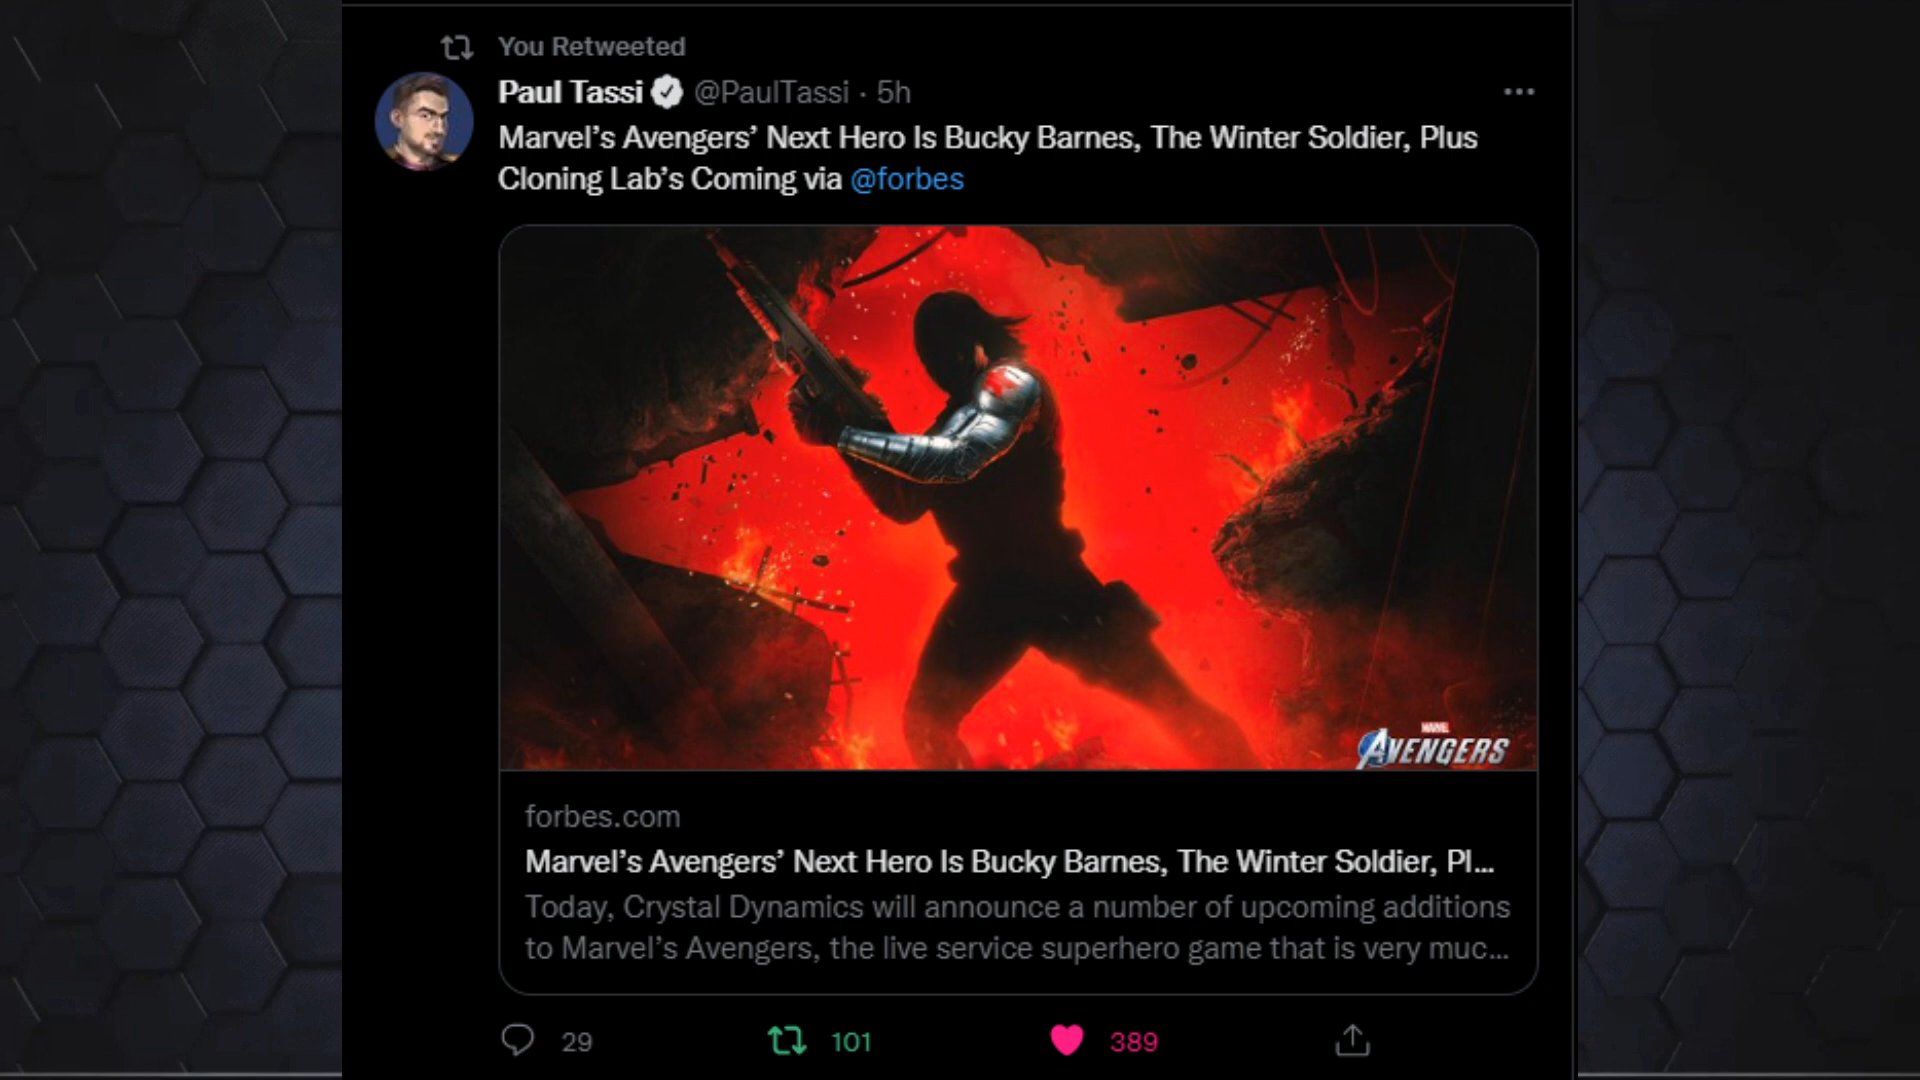 You Retweeted
Paul Tassi @PaulTassi · 5h
Marvel’s Avengers’ Next Hero Is Bucky Barnes, The Winter Soldier, Plus
Cloning Lab’s Coming via @forbes
MARVEL
AVENGERS
forbes.com
Marvel’s Avengers’ Next Hero Is Bucky Barnes, The Winter Soldier, Pl...
Today, Crystal Dynamics will announce a number of upcoming additions
to Marvel’s Avengers, the live service superhero game that is very muc...
29 101 389